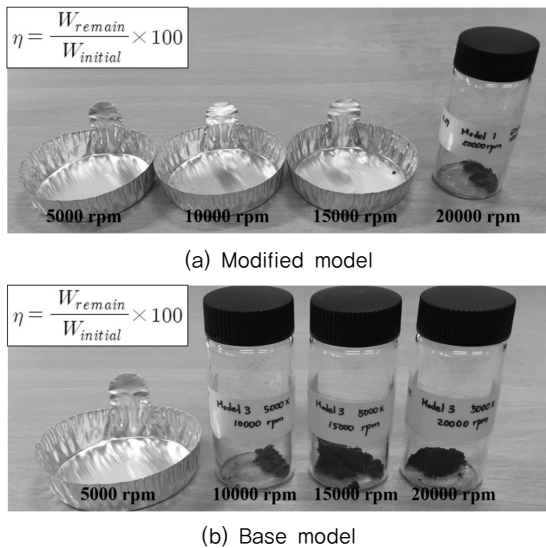 η = W_remain / W_initial × 100
Model 1
20000 rpm
5000 rpm
10000 rpm
15000 rpm
20000 rpm
(a) Modified model
η = W_remain / W_initial × 100
Model 3 5000X
10000 rpm
Model 3 5000X
15000 rpm
Model 3 5000X
20000 rpm
5000 rpm
10000 rpm
15000 rpm
20000 rpm
(b) Base model